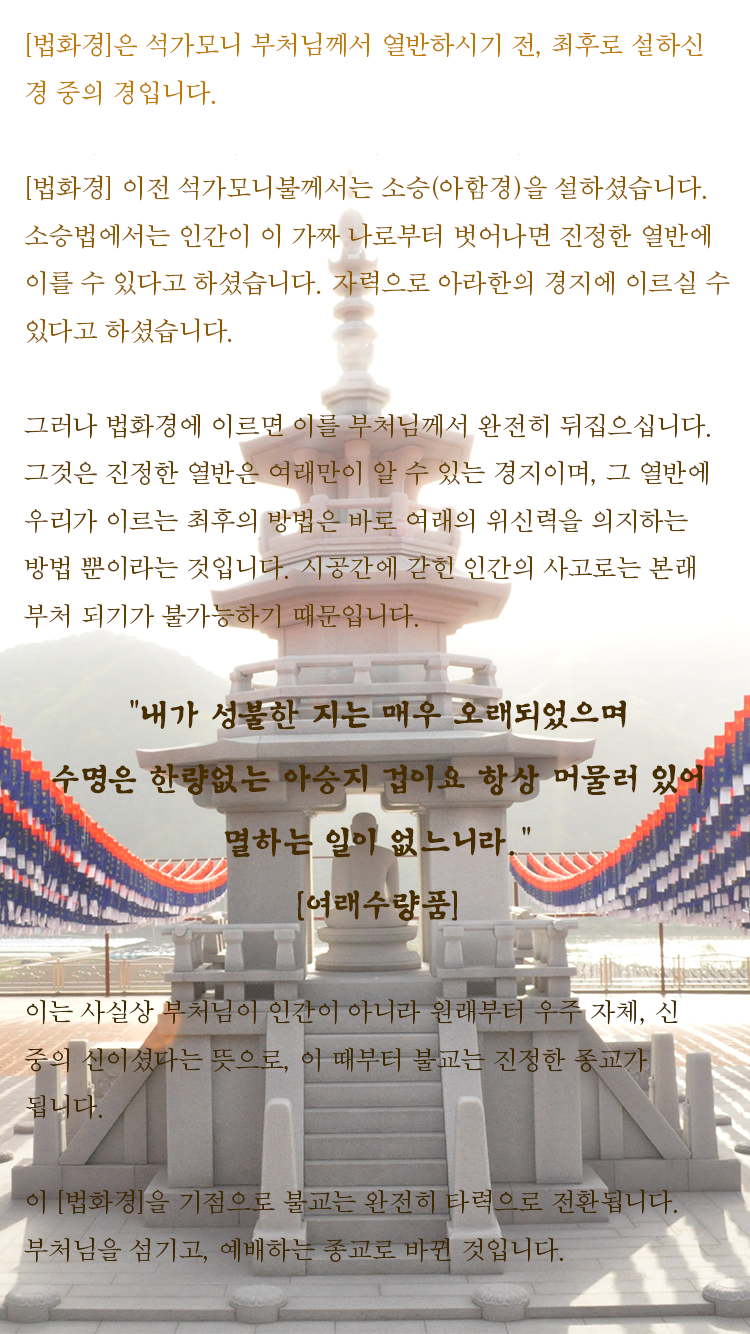 [법화경]은 석가모니 부처님께서 열반하시기 전, 최후로 설하신
경 중의 경입니다.
[법화경] 이전 석가모니불께서는 소승(아함경)을 설하셨습니다.
소승법에서는 인간이 이 가짜 나로부터 벗어나면 진정한 열반에
이를 수 있다고 하셨습니다. 자력으로 아라한의 경지에 이르실 수
있다고 하셨습니다.
그러나 법화경에 이르면 이를 부처님께서 완전히 뒤집으십니다.
그것은 진정한 열반은 여래만이 알 수 있는 경지이며, 그 열반에
우리가 이르는 최후의 방법은 바로 여래의 위신력을 의지하는
방법 뿐이라는 것입니다. 시공간에 갇힌 인간의 사고로는 본래
부처 되기가 불가능하기 때문입니다.
"내가 성불한 지는 매우 오래되었으며
수명은 한량없는 아승지 겁이요 항상 머물러 있어
멸하는 일이 없느니라."
[여래수량품]
이는 사실상 부처님이 인간이 아니라 원래부터 우주 자체, 신
중의 신이셨다는 뜻으로, 이 때부터 불교는 진정한 종교가
됩니다.
이 [법화경]을 기점으로 불교는 완전히 타력으로 전환됩니다.
부처님을 섬기고, 예배하는 종교로 바뀐 것입니다.